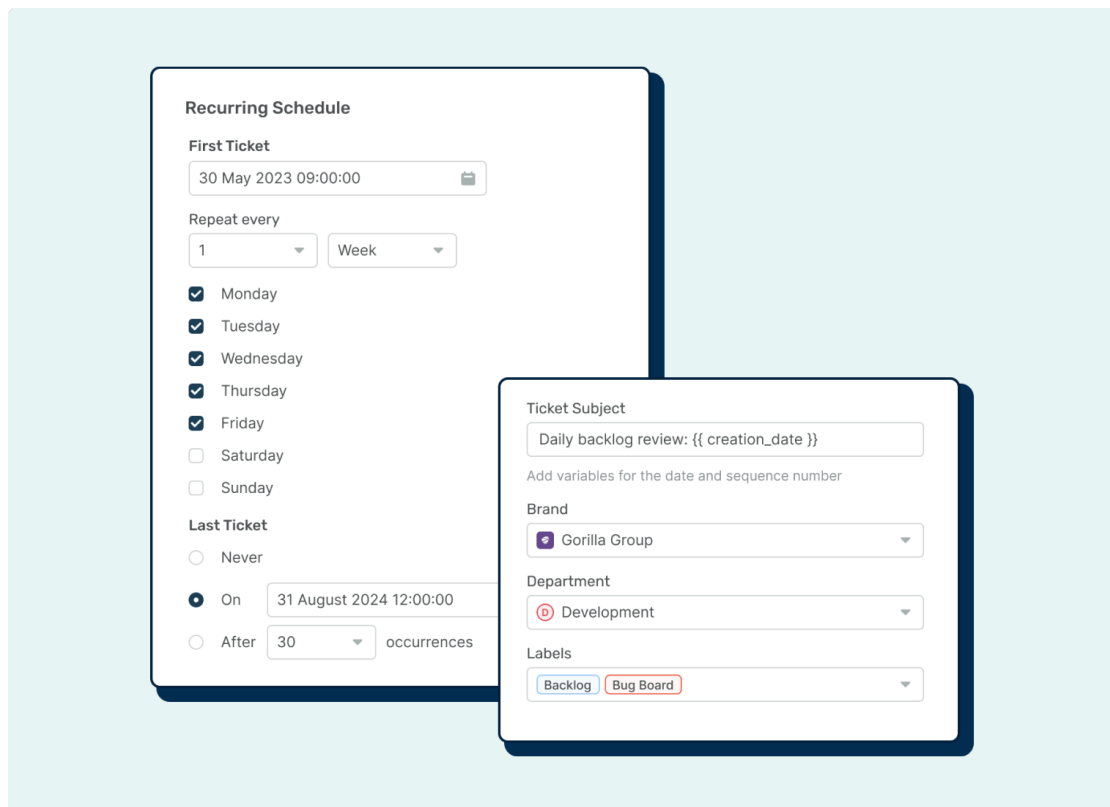 Recurring Schedule
First Ticket
30 May 2023 09:00:00
Repeat every
1 Week
Monday
Tuesday
Wednesday
Thursday
Friday
Saturday
Sunday
Last Ticket
Never
On 31 August 2024 12:00:00
After 30 occurrences
Ticket Subject
Daily backlog review: {{ creation_date }}
Add variables for the date and sequence number
Brand
Gorilla Group
Department
D Development
Labels
Backlog Bug Board